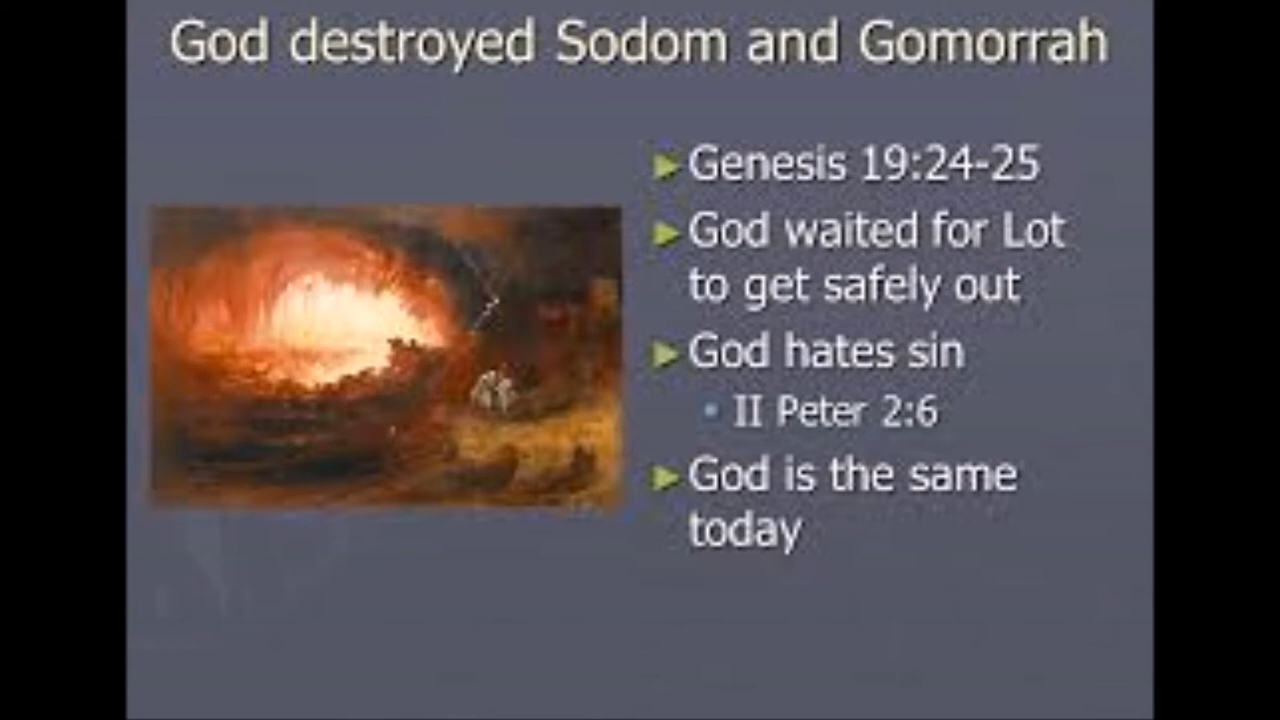 God destroyed Sodom and Gomorrah
Genesis 19:24-25
God waited for Lot
to get safely out
God hates sin
II Peter 2:6
God is the same
today